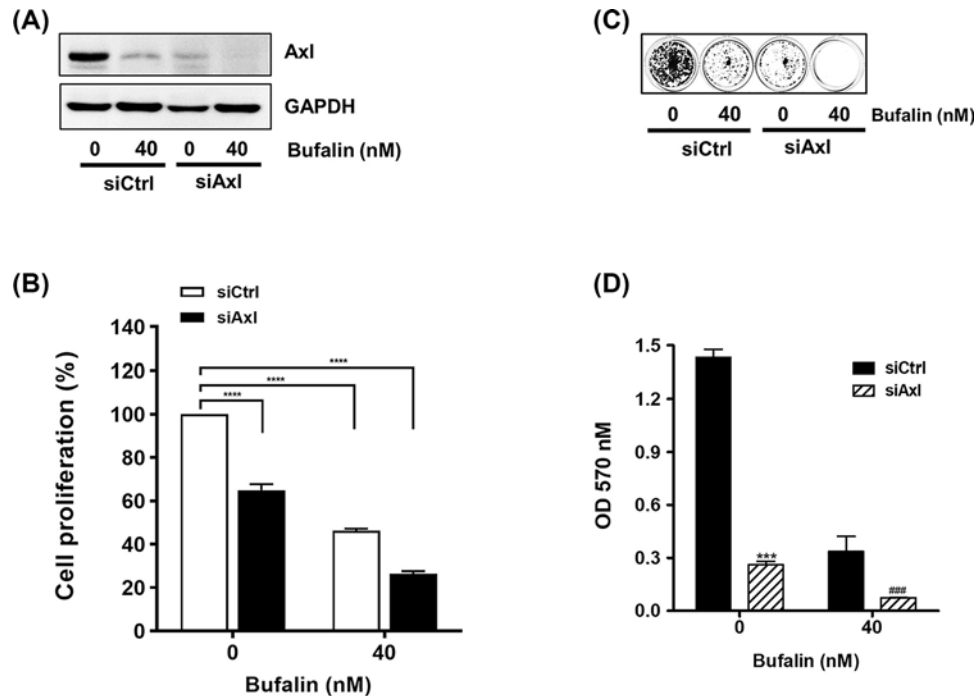 (A)
Axl
GAPDH
0 40 0 40 Bufalin (nM)
siCtrl siAxl
(C)
0 40 0 40 Bufalin (nM)
siCtrl siAxl
(B)
siCtrl
siAxl
Cell proliferation (%)
140
120
100
80
60
40
20
0
****
****
****
0 40
Bufalin (nM)
(D)
siCtrl
siAxl
OD 570 nM
1.5
1.2
0.9
0.6
0.3
0.0
***
###
0 40
Bufalin (nM)